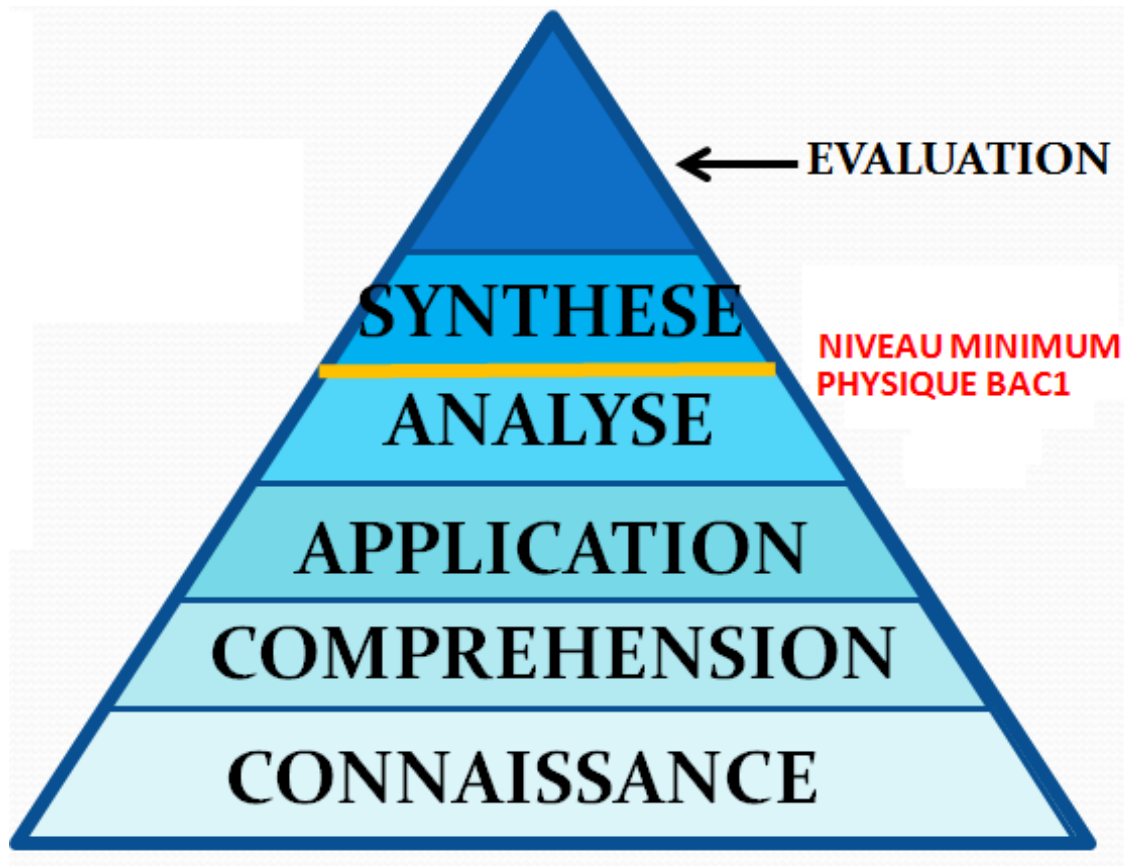 EVALUATION
SYNTHESE
NIVEAU MINIMUM
PHYSIQUE BAC1
ANALYSE
APPLICATION
COMPREHENSION
CONNAISSANCE